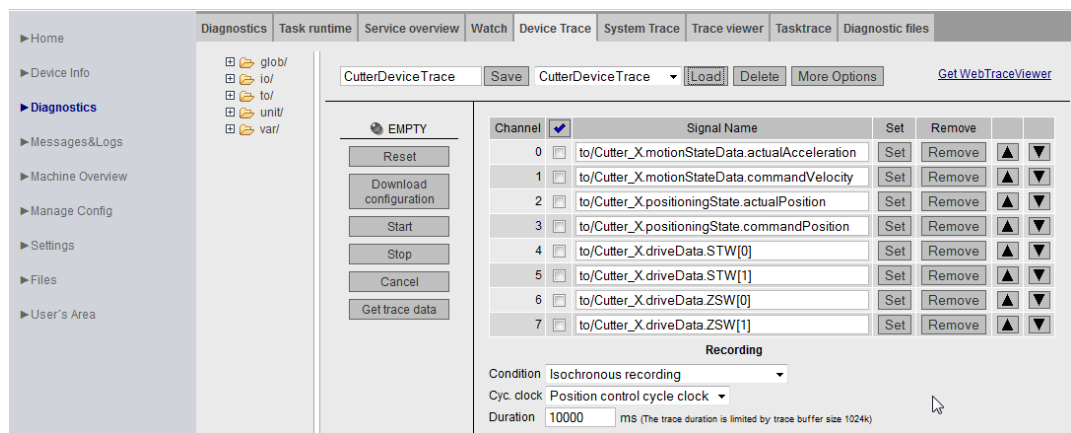 Diagnostics Task runtime Service overview Watch Device Trace System Trace Trace viewer Tasktrace Diagnostic files
Home
Device Info
Diagnostics
Messages&Logs
Machine Overview
Manage Config
Settings
Files
User's Area
glob/
io/
to/
unit/
var/
CutterDeviceTrace Save CutterDeviceTrace Load Delete More Options Get WebTraceViewer
EMPTY
Reset
Download
configuration
Start
Stop
Cancel
Get trace data
Channel Signal Name Set Remove
0 to/Cutter_X.motionStateData.actualAcceleration Set Remove
1 to/Cutter_X.motionStateData.commandVelocity Set Remove
2 to/Cutter_X.positioningState.actualPosition Set Remove
3 to/Cutter_X.positioningState.commandPosition Set Remove
4 to/Cutter_X.driveData.STW[0] Set Remove
5 to/Cutter_X.driveData.STW[1] Set Remove
6 to/Cutter_X.driveData.ZSW[0] Set Remove
7 to/Cutter_X.driveData.ZSW[1] Set Remove
Recording
Condition Isochronous recording
Cyc. clock Position control cycle clock
Duration 10000 ms (The trace duration is limited by trace buffer size 1024k)